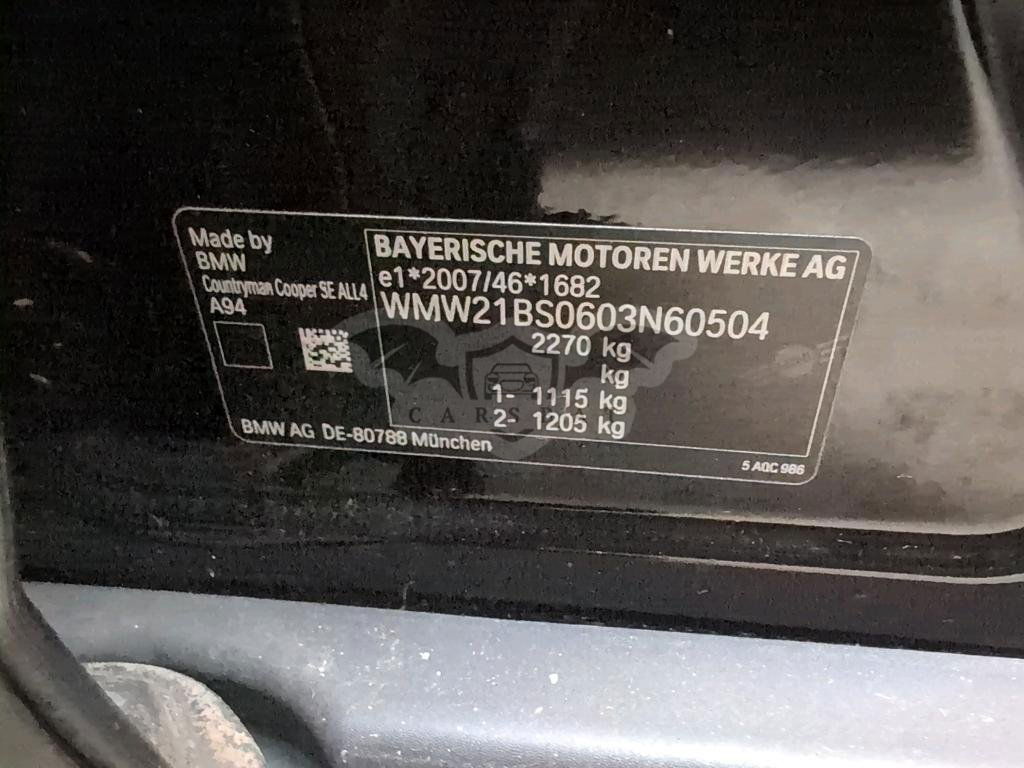 Made by
BMW
Countryman Cooper SE ALL4
A94
BAYERISCHE MOTOREN WERKE AG
e1*2007/46*1682
WMW21BS0603N60504
2270 kg
kg
1- 1115 kg
2- 1205 kg
BMW AG DE-80788 München
5 A0C 986